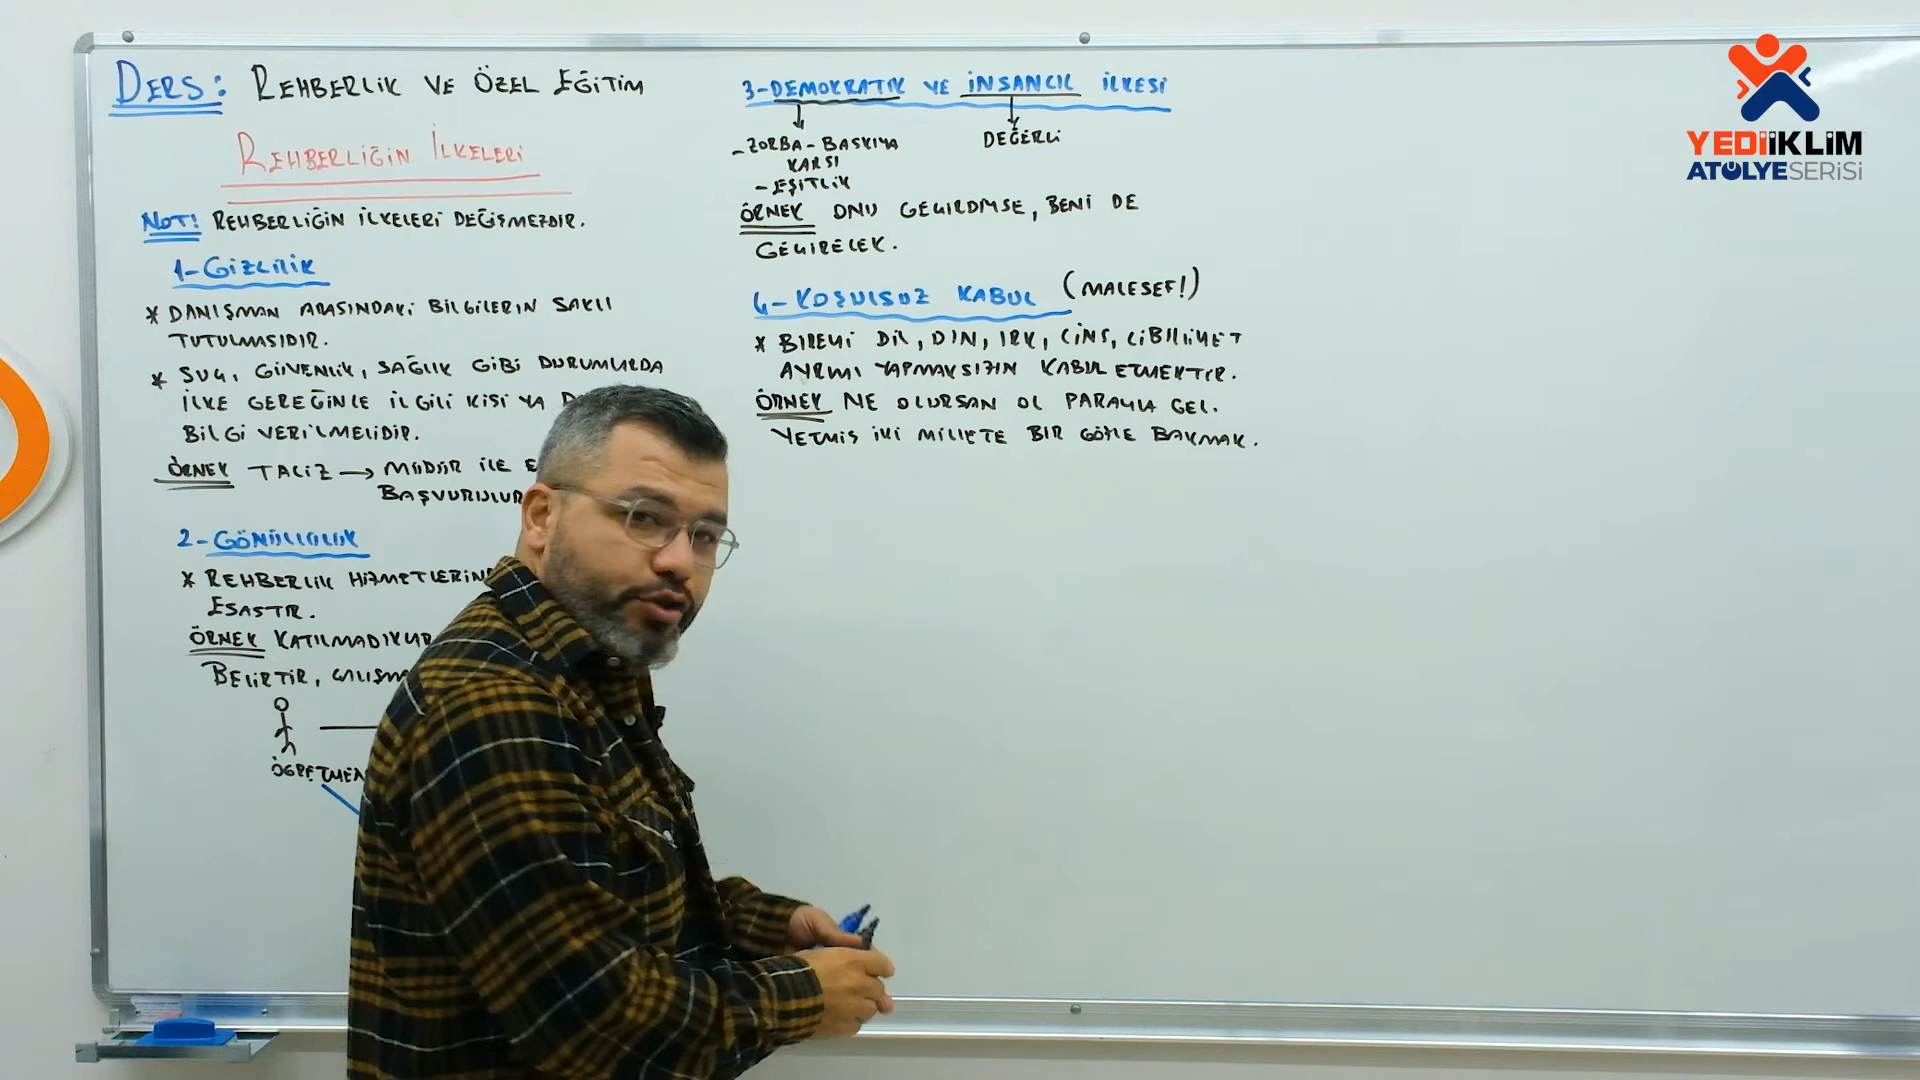 DERS: REHBERLİK VE ÖZEL EĞİTİM
REHBERLİĞİN İLKELERİ
NOT! REHBERLİĞİN İLKELERİ DEĞİŞMEZDİR.
1-GİZLİLİK
* DANIŞMAN ARASINDAKİ BİLGİLERİN SAKLI
TUTULMASIDIR.
* SUÇ, GÜVENLİK, SAĞLIK GİBİ DURUMLARDA
İLKE GEREĞİNCE İLGİLİ KİŞİ YA
BİLGİ VERİLMELİDİR.
ÖRNEK TACİZ → MÜDÜR İLE
BAŞVURULUR
2-GÖNÜLLÜLÜK
* REHBERLİK HİZMETLERİN
ESASTIR.
ÖRNEK KATILMADIKLAR
BELİRTİR, ÇALIŞM
ÖĞRETMEN
3-DEMOKRATİK VE İNSANCIL İLKESİ
-ZORBA-BASKIYA
KARŞI
-EŞİTLİK
DEĞERLİ
ÖRNEK ONU GEÇİRDİYSE, BENİ DE
GEÇİRECEK.
4-KOŞULSUZ KABUL (MALESEF!)
* BİREYİ DİL, DİN, IRK, CİNS, CİBİLLİYET
AYRIMI YAPMAKSIZIN KABUL ETMEKTİR.
ÖRNEK NE OLURSAN OL PARAYLA GEL.
YETMİŞ İKİ MİLLETE BİR GÖZLE BAKMAK.
YEDİİKLİM
ATÖLYESERİSİ